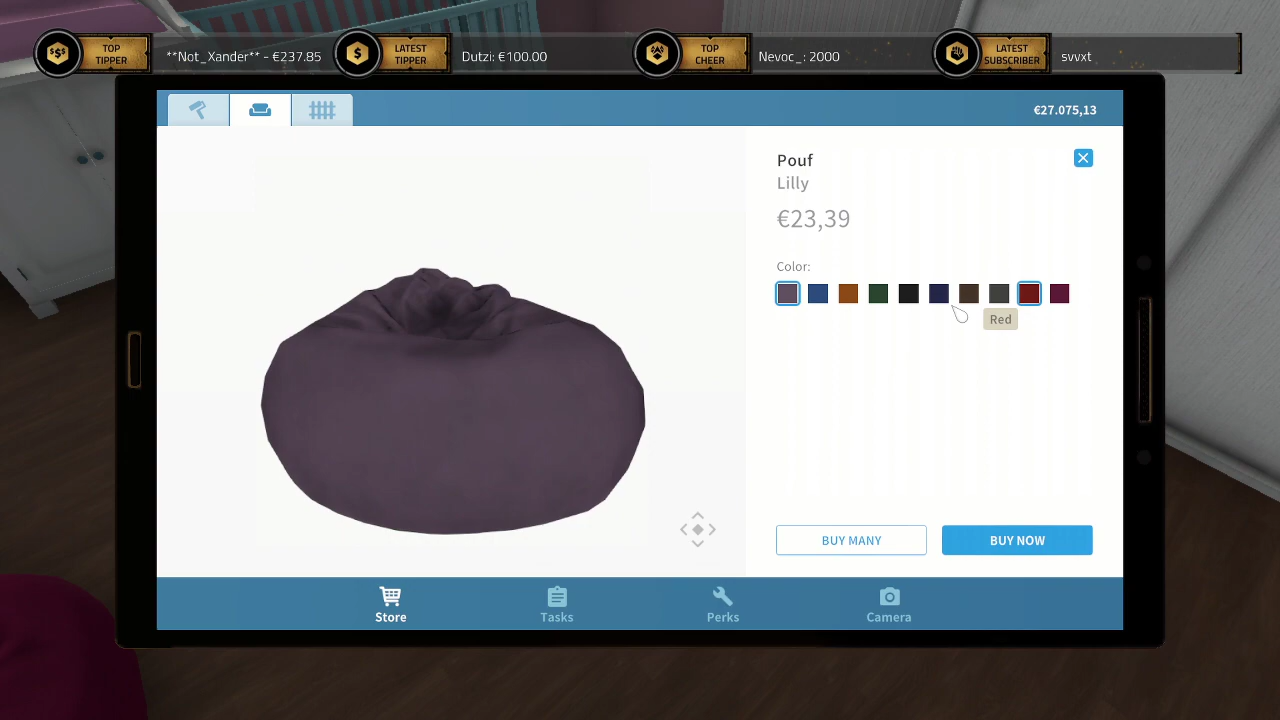 TOP
TIPPER
**Not_Xander** - €237.85
LATEST
TIPPER
Dutzi: €100.00
TOP
CHEER
Nevoc_: 2000
LATEST
SUBSCRIBER
svvxt
€27.075,13
Pouf
Lilly
€23,39
Color:
Red
BUY MANY
BUY NOW
Store
Tasks
Perks
Camera